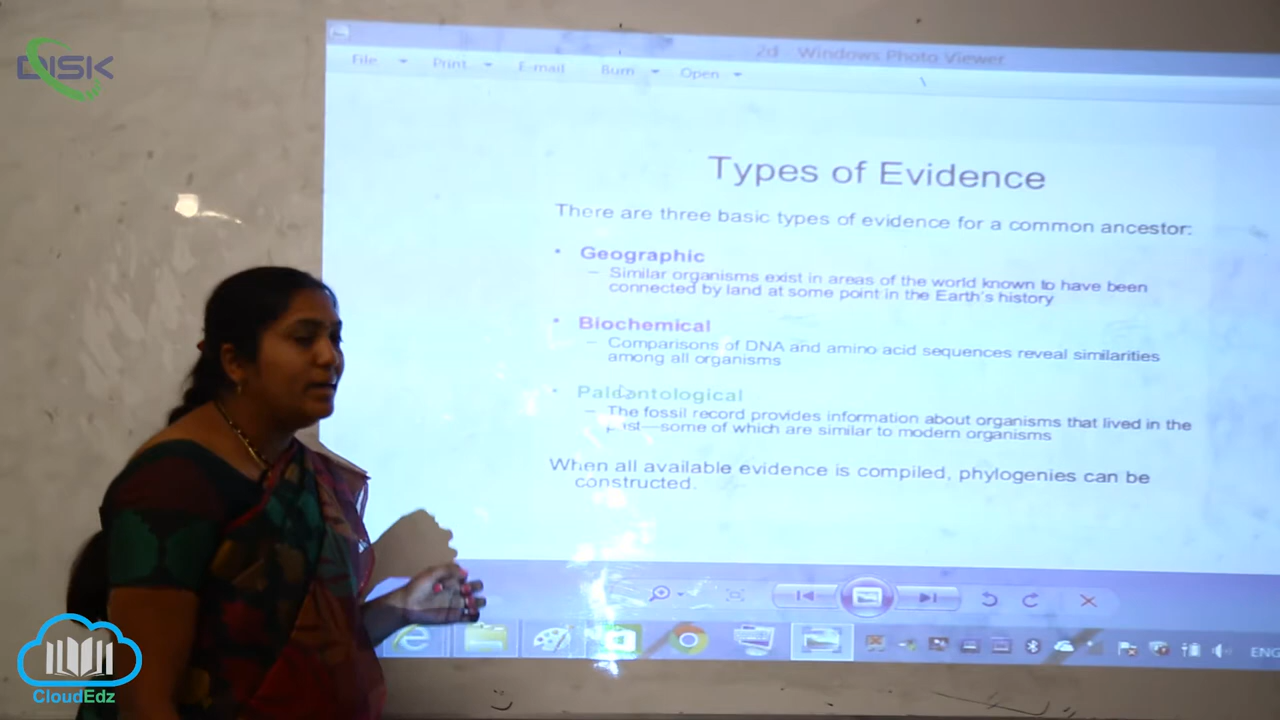 DISK
2d Windows Photo Viewer
File Print E-mail Burn Open
Types of Evidence
There are three basic types of evidence for a common ancestor:
• Geographic
– Similar organisms exist in areas of the world known to have been
connected by land at some point in the Earth's history
• Biochemical
– Comparisons of DNA and amino acid sequences reveal similarities
among all organisms
• Paleontological
– The fossil record provides information about organisms that lived in the
past—some of which are similar to modern organisms
When all available evidence is compiled, phylogenies can be
constructed.
ENG
CloudEdz